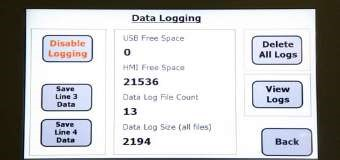 Data Logging
Disable
Logging
Save
Line 3
Data
Save
Line 4
Data
USB Free Space
0
HMI Free Space
21536
Data Log File Count
13
Data Log Size (all files)
2194
Delete
All Logs
View
Logs
Back